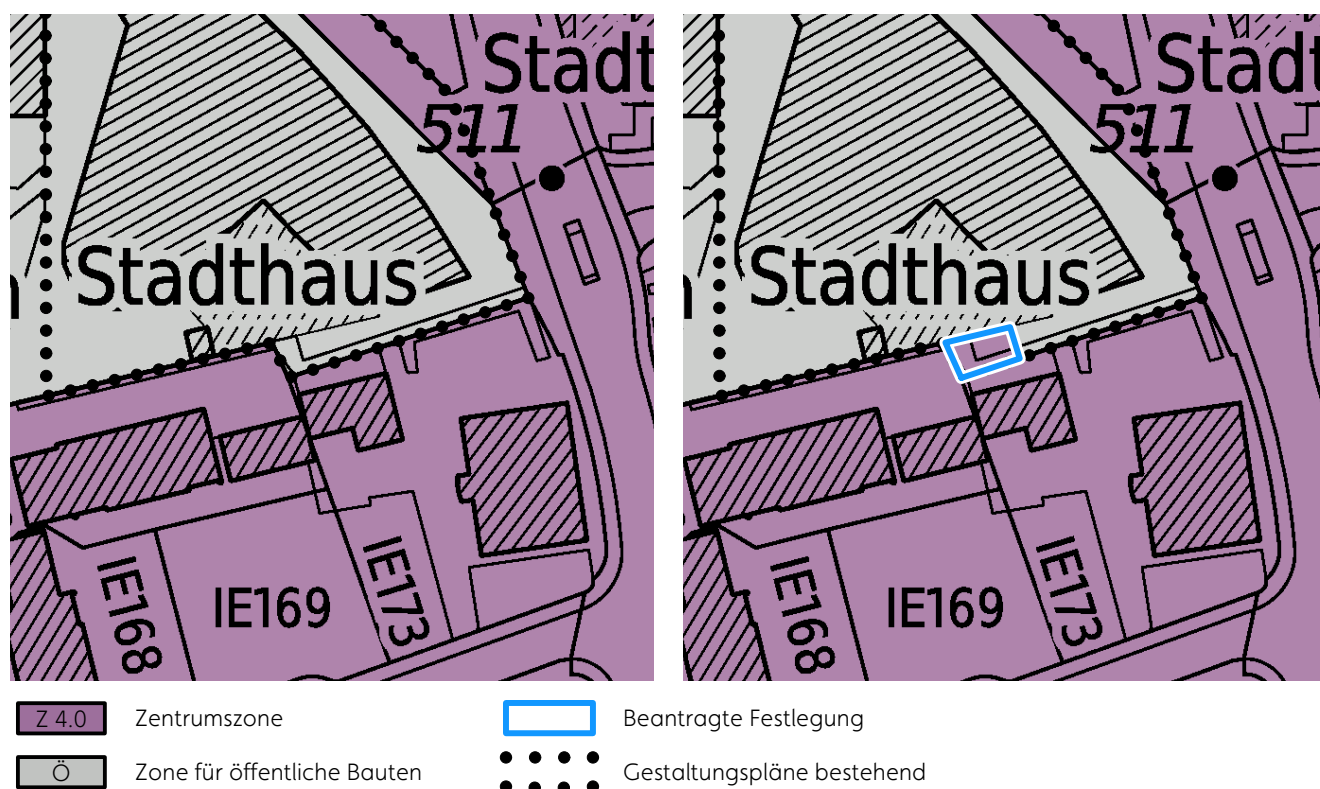 Stadt
511
Stadthaus
IE168
IE169
IE173
Stadt
511
Stadthaus
IE168
IE169
IE173
Z 4.0 Zentrumszone
Beantragte Festlegung
Ö Zone für öffentliche Bauten
Gestaltungspläne bestehend